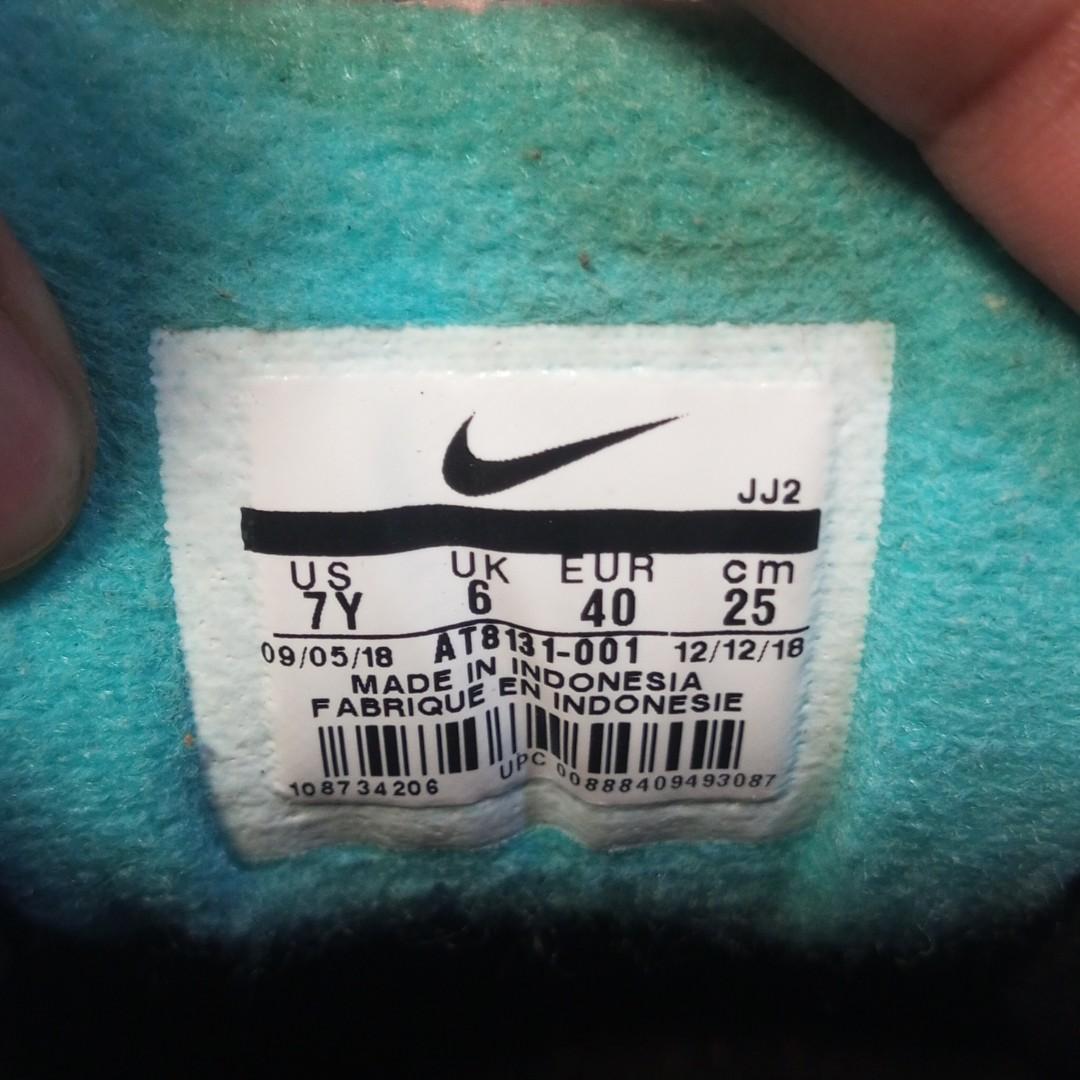 JJ2
US UK EUR cm
7Y 6 40 25
09/05/18 AT8131-001 12/12/18
MADE IN INDONESIA
FABRIQUE EN INDONESIE
108734206 UPC 00888409493087